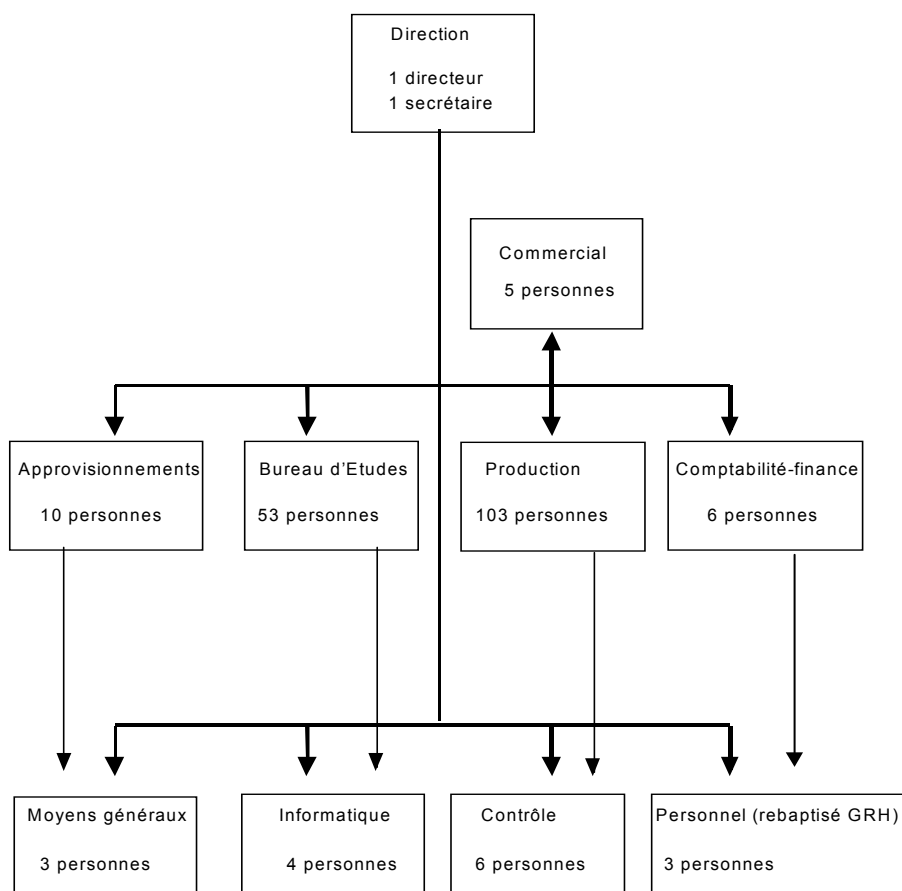 Direction
1 directeur
1 secrétaire
Commercial
5 personnes
Approvisionnements
10 personnes
Bureau d'Etudes
53 personnes
Production
103 personnes
Comptabilité-finance
6 personnes
Moyens généraux
3 personnes
Informatique
4 personnes
Contrôle
6 personnes
Personnel (rebaptisé GRH)
3 personnes